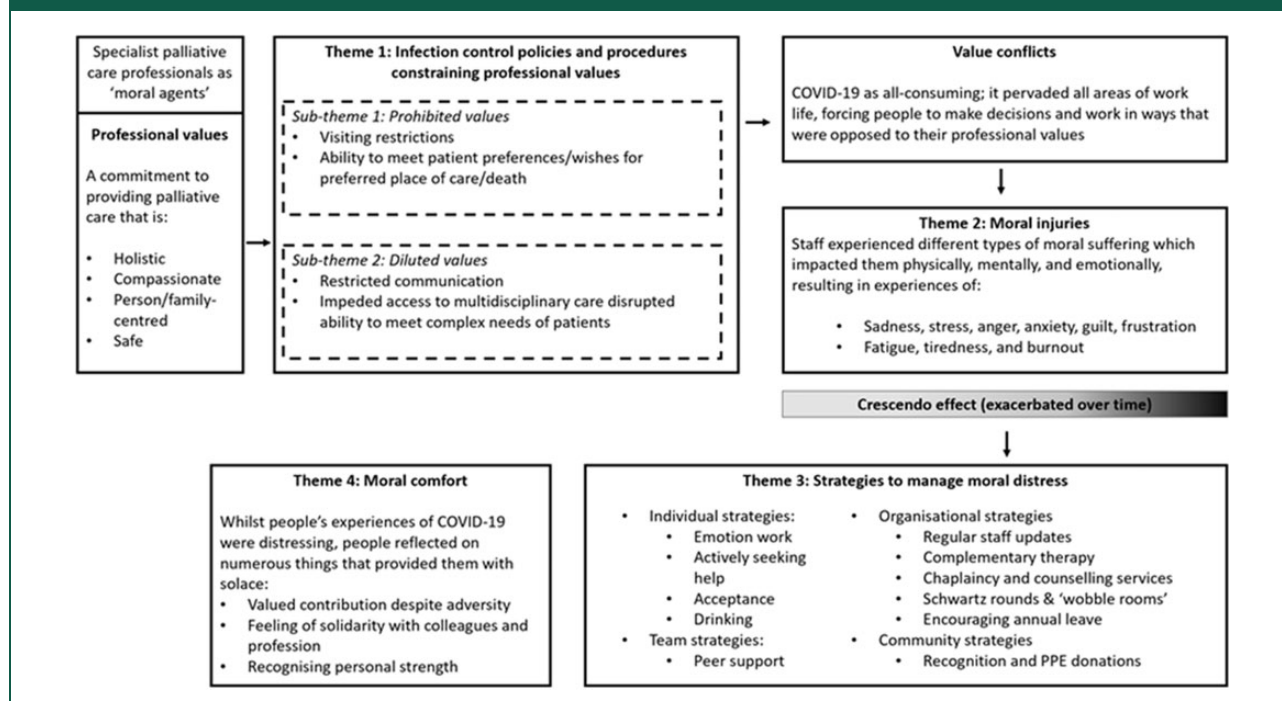 Specialist palliative
care professionals as
‘moral agents’
Professional values
A commitment to
providing palliative
care that is:
• Holistic
• Compassionate
• Person/family-
centred
• Safe
Theme 1: Infection control policies and procedures
constraining professional values
Sub-theme 1: Prohibited values
• Visiting restrictions
• Ability to meet patient preferences/wishes for
preferred place of care/death
Sub-theme 2: Diluted values
• Restricted communication
• Impeded access to multidisciplinary care disrupted
ability to meet complex needs of patients
Value conflicts
COVID-19 as all-consuming; it pervaded all areas of work
life, forcing people to make decisions and work in ways that
were opposed to their professional values
Theme 2: Moral injuries
Staff experienced different types of moral suffering which
impacted them physically, mentally, and emotionally,
resulting in experiences of:
• Sadness, stress, anger, anxiety, guilt, frustration
• Fatigue, tiredness, and burnout
Crescendo effect (exacerbated over time)
Theme 3: Strategies to manage moral distress
• Individual strategies:
• Emotion work
• Actively seeking
help
• Acceptance
• Drinking
• Team strategies:
• Peer support
• Organisational strategies
• Regular staff updates
• Complementary therapy
• Chaplaincy and counselling services
• Schwartz rounds & ‘wobble rooms’
• Encouraging annual leave
• Community strategies
• Recognition and PPE donations
Theme 4: Moral comfort
Whilst people’s experiences of COVID-19
were distressing, people reflected on
numerous things that provided them with
solace:
• Valued contribution despite adversity
• Feeling of solidarity with colleagues and
profession
• Recognising personal strength